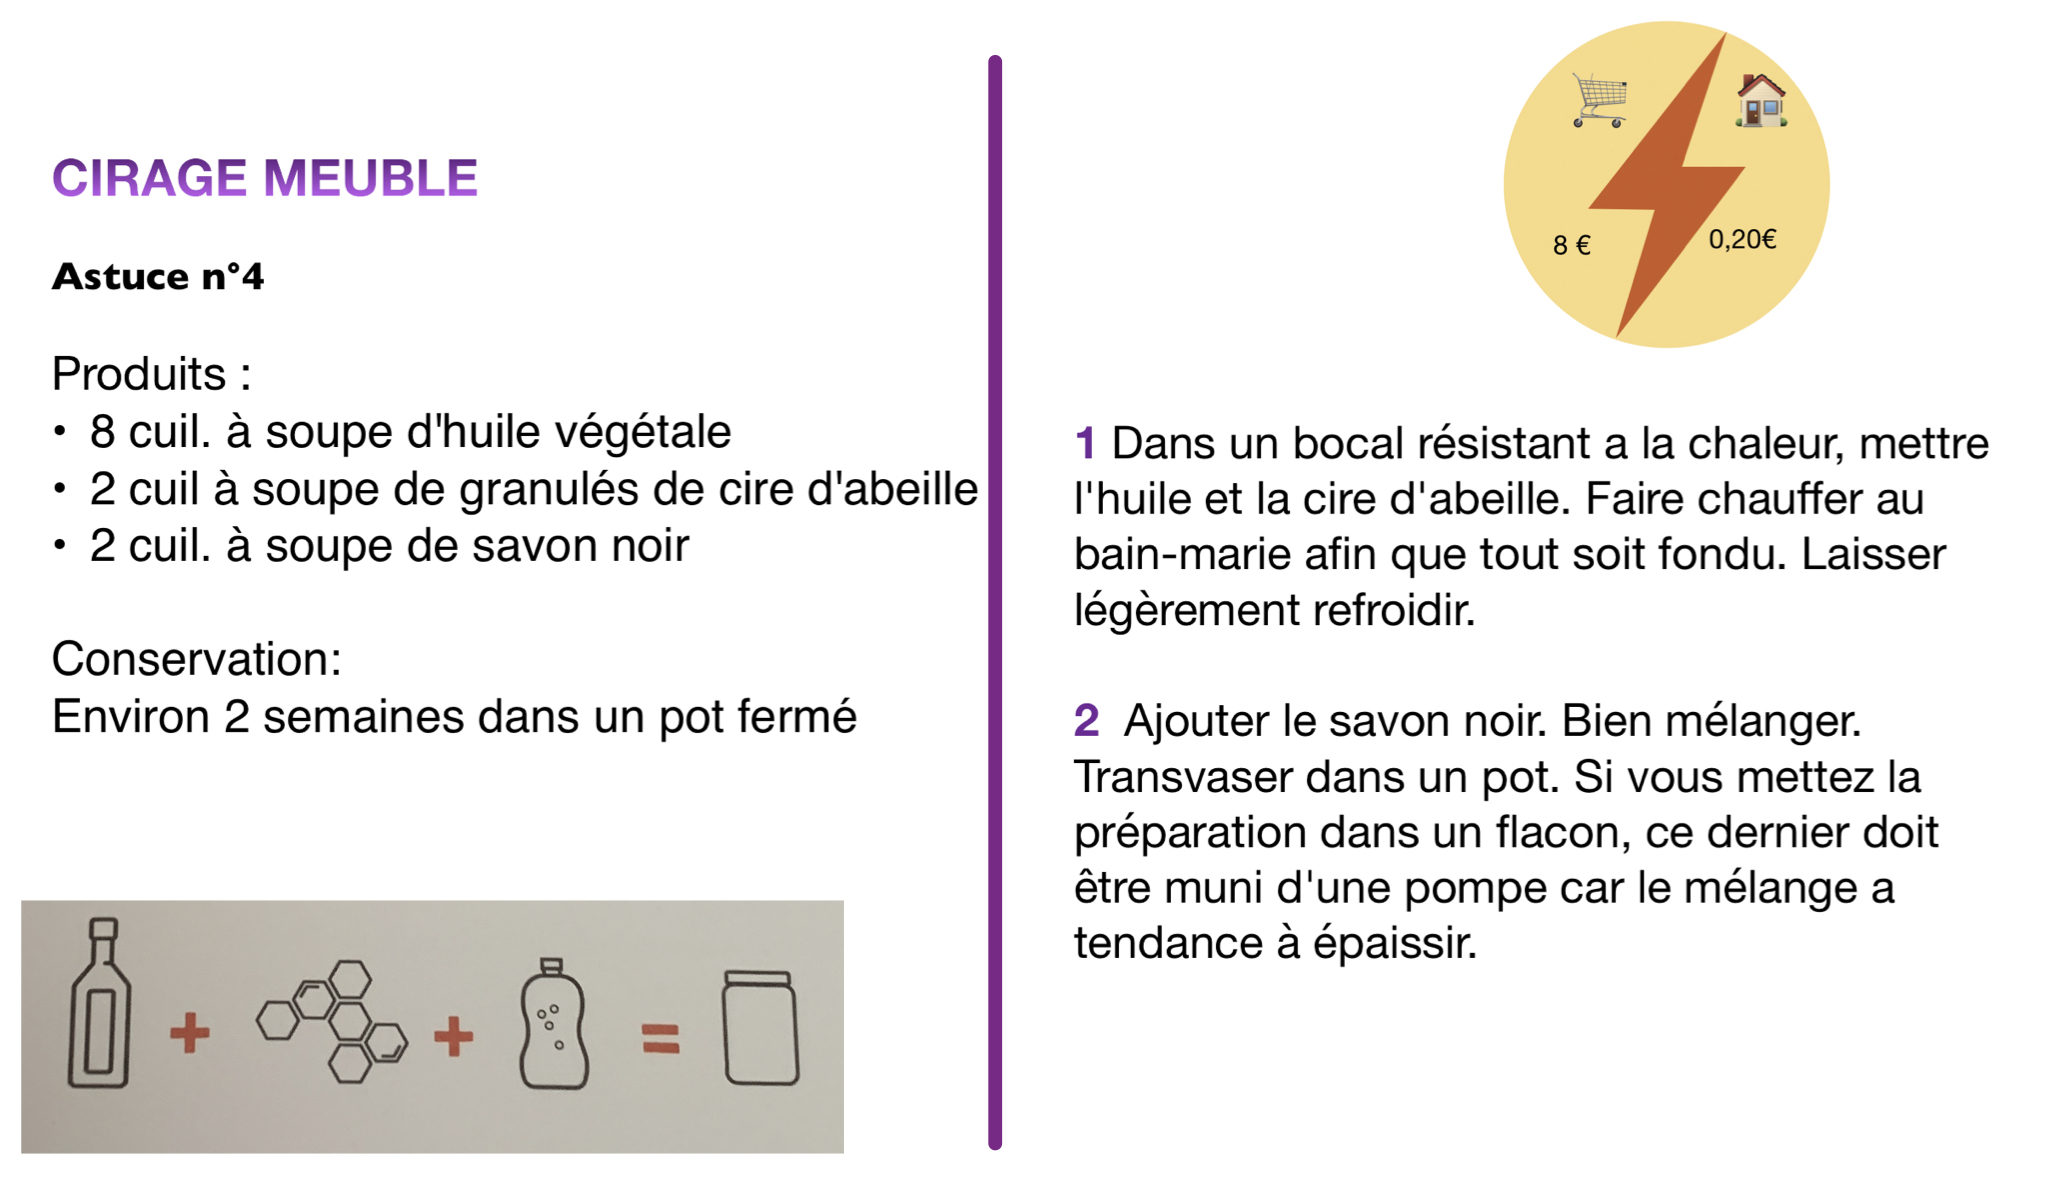 CIRAGE MEUBLE
Astuce n°4
Produits :
• 8 cuil. à soupe d'huile végétale
• 2 cuil à soupe de granulés de cire d'abeille
• 2 cuil. à soupe de savon noir
Conservation:
Environ 2 semaines dans un pot fermé
+ + =
8 €
0,20€
1 Dans un bocal résistant a la chaleur, mettre
l'huile et la cire d'abeille. Faire chauffer au
bain-marie afin que tout soit fondu. Laisser
légèrement refroidir.
2 Ajouter le savon noir. Bien mélanger.
Transvaser dans un pot. Si vous mettez la
préparation dans un flacon, ce dernier doit
être muni d'une pompe car le mélange a
tendance à épaissir.